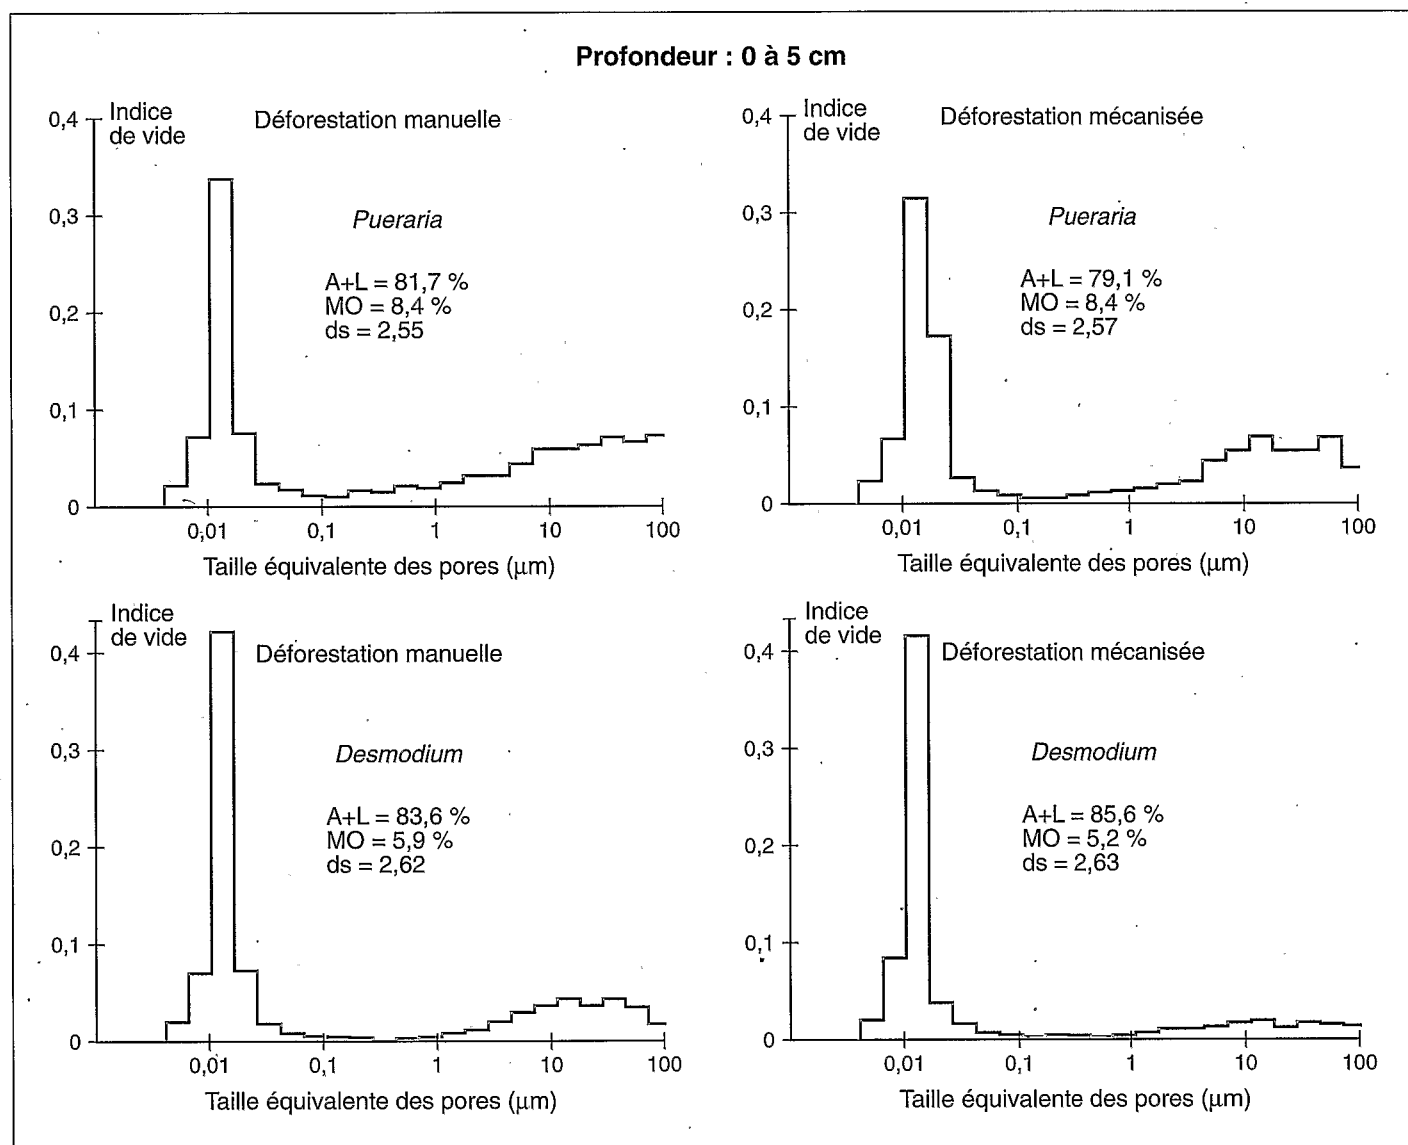 Profondeur : 0 à 5 cm
Indice
de vide
Déforestation manuelle
Pueraria
A+L = 81,7 %
MO = 8,4 %
ds = 2,55
0,4
0,3
0,2
0,1
0
0,01
0,1
1
10
100
Taille équivalente des pores (µm)
Indice
de vide
Déforestation mécanisée
Pueraria
A+L = 79,1 %
MO = 8,4 %
ds = 2,57
0,4
0,3
0,2
0,1
0
0,01
0,1
1
10
100
Taille équivalente des pores (µm)
Indice
de vide
Déforestation manuelle
Desmodium
A+L = 83,6 %
MO = 5,9 %
ds = 2,62
0,4
0,3
0,2
0,1
0
0,01
0,1
1
10
100
Taille équivalente des pores (µm)
Indice
de vide
Déforestation mécanisée
Desmodium
A+L = 85,6 %
MO = 5,2 %
ds = 2,63
0,4
0,3
0,2
0,1
0
0,01
0,1
1
10
100
Taille équivalente des pores (µm)